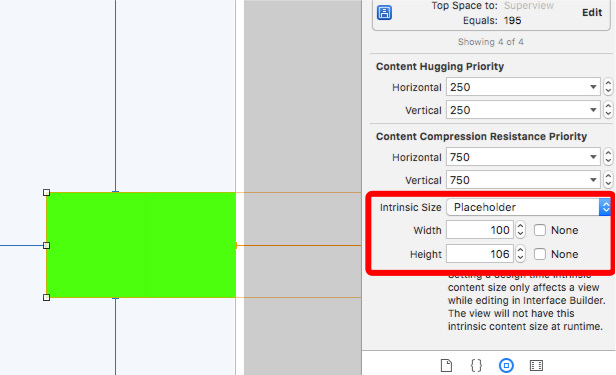 Top Space to: Superview
Equals: 195
Edit
Showing 4 of 4
Content Hugging Priority
Horizontal 250
Vertical 250
Content Compression Resistance Priority
Horizontal 750
Vertical 750
Intrinsic Size Placeholder
Width 100 None
Height 106 None
Setting a design time intrinsic
content size only affects a view
while editing in Interface Builder.
The view will not have this
intrinsic content size at runtime.